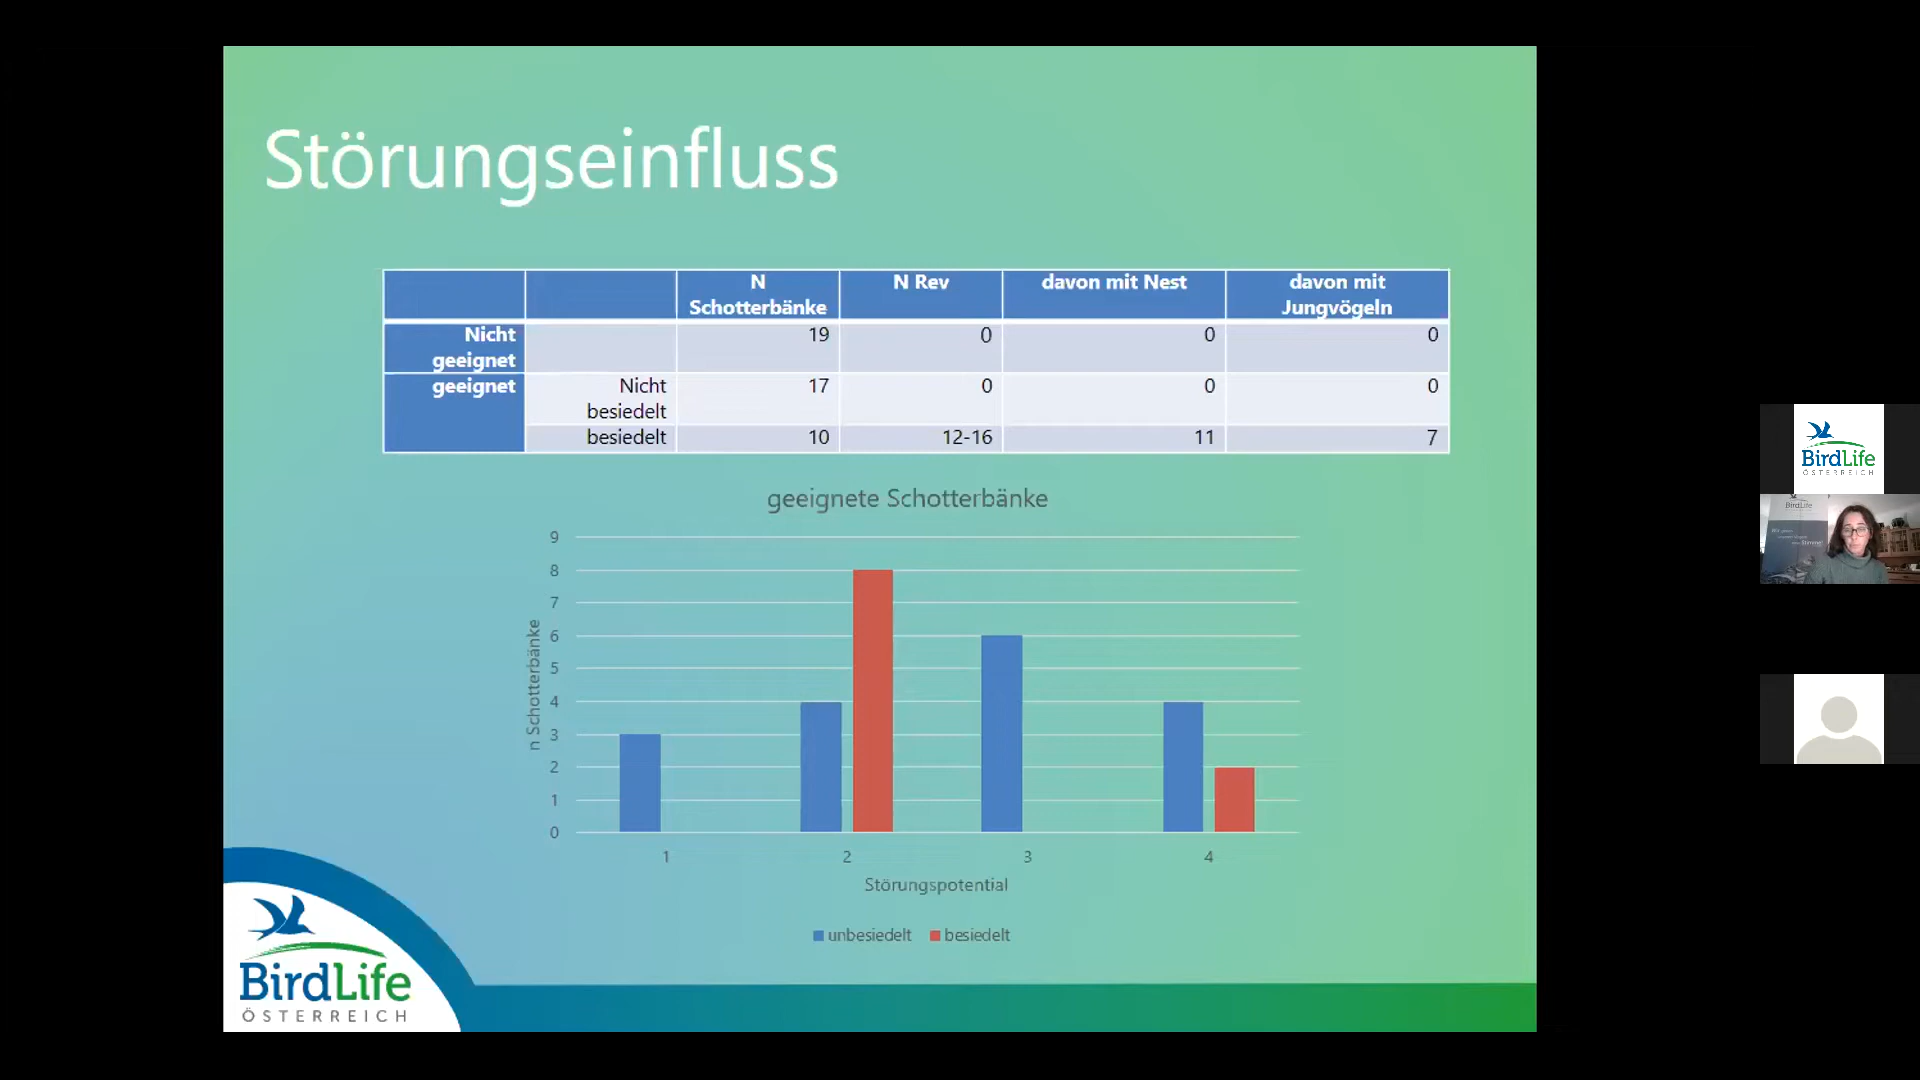 Störungseinfluss
N Schotterbänke
N Rev
davon mit Nest
davon mit Jungvögeln
Nicht geeignet
19
0
0
0
geeignet
Nicht besiedelt
17
0
0
0
besiedelt
10
12-16
11
7
geeignete Schotterbänke
n Schotterbänke
9
8
7
6
5
4
3
2
1
0
1
2
3
4
Störungspotential
unbesiedelt
besiedelt
BirdLife
ÖSTERREICH
BirdLife
ÖSTERREICH
BirdLife